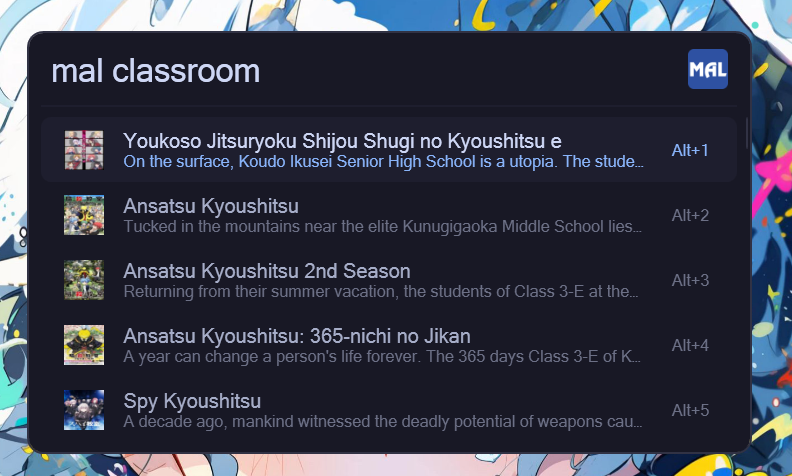 mal classroom
MAL
Youkoso Jitsuryoku Shijou Shugi no Kyoushitsu e
On the surface, Koudo Ikusei Senior High School is a utopia. The stude...
Alt+1
Ansatsu Kyoushitsu
Tucked in the mountains near the elite Kunugigaoka Middle School lies...
Alt+2
Ansatsu Kyoushitsu 2nd Season
Returning from their summer vacation, the students of Class 3-E at the...
Alt+3
Ansatsu Kyoushitsu: 365-nichi no Jikan
A year can change a person's life forever. The 365 days Class 3-E of K...
Alt+4
Spy Kyoushitsu
A decade ago, mankind witnessed the deadly potential of weapons cau...
Alt+5